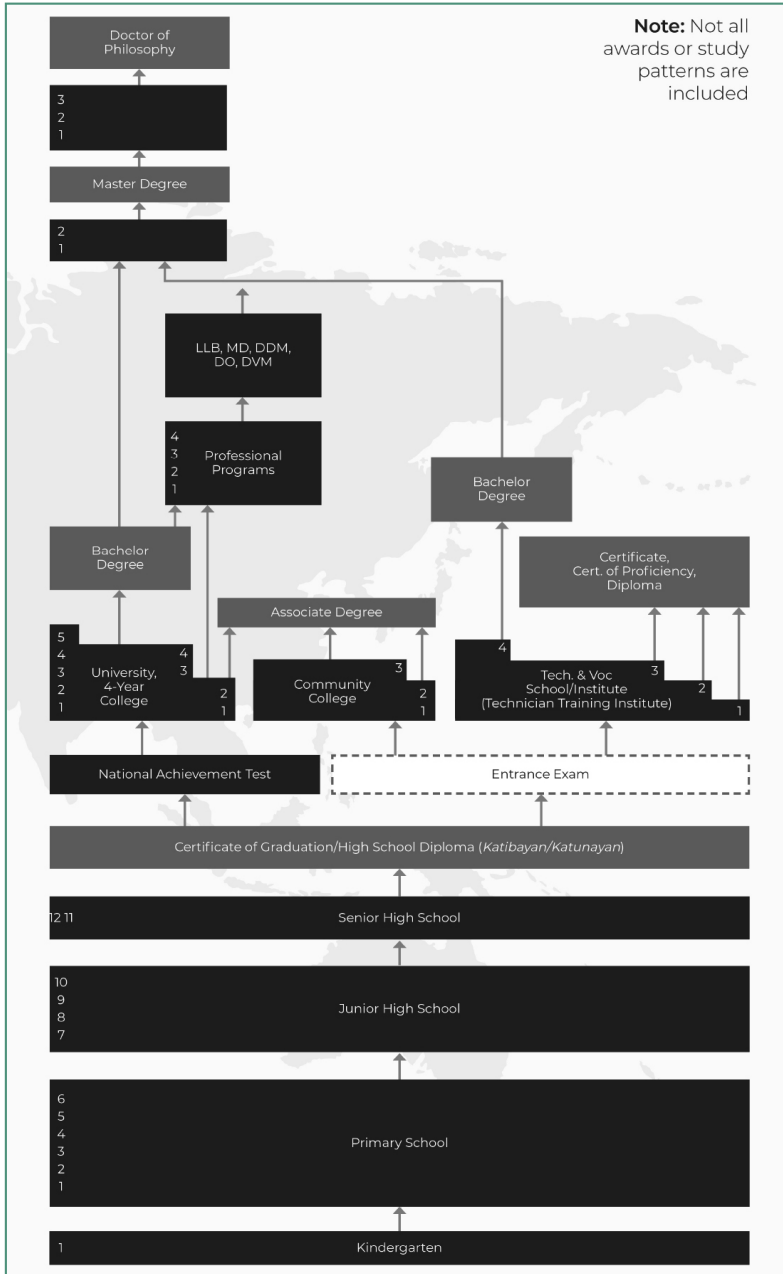 Note: Not all
awards or study
patterns are
included
Doctor of
Philosophy
3
2
1
Master Degree
2
1
LLB, MD, DDM,
DO, DVM
4
3
2
1
Professional
Programs
Bachelor
Degree
Bachelor
Degree
Certificate,
Cert. of Proficiency,
Diploma
Associate Degree
5
4
3
2
1
University,
4-Year
College
4
3
2
1
Community
College
3
2
1
4
Tech. & Voc
School/Institute
(Technician Training Institute)
3
2
1
National Achievement Test
Entrance Exam
Certificate of Graduation/High School Diploma (Katibayan/Katunayan)
12 11
Senior High School
10
9
8
7
Junior High School
6
5
4
3
2
1
Primary School
1
Kindergarten